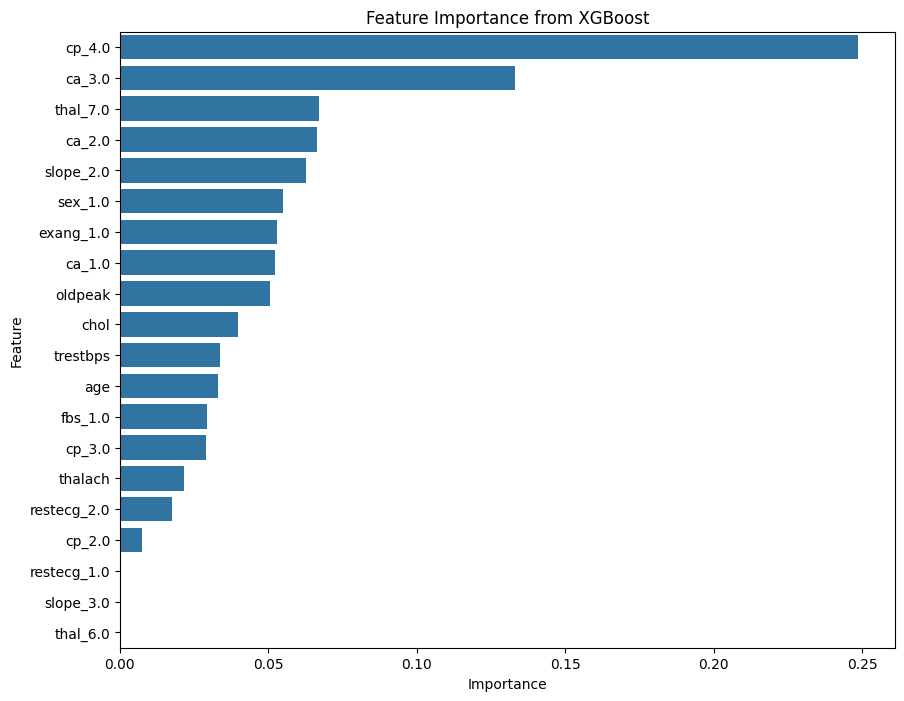 Feature Importance from XGBoost
Feature
cp_4.0
ca_3.0
thal_7.0
ca_2.0
slope_2.0
sex_1.0
exang_1.0
ca_1.0
oldpeak
chol
trestbps
age
fbs_1.0
cp_3.0
thalach
restecg_2.0
cp_2.0
restecg_1.0
slope_3.0
thal_6.0
0.00 0.05 0.10 0.15 0.20 0.25
Importance